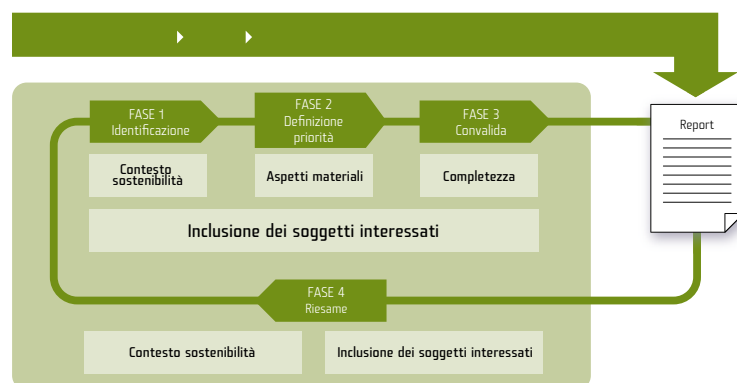 FASE 1
Identificazione
FASE 2
Definizione
priorità
FASE 3
Convalida
Report
Contesto
sostenibilità
Aspetti materiali
Completezza
Inclusione dei soggetti interessati
FASE 4
Riesame
Contesto sostenibilità
Inclusione dei soggetti interessati